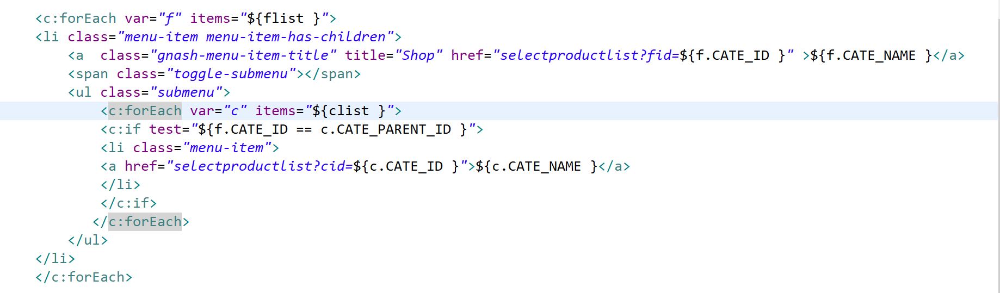 <c:forEach var="f" items="${flist }">
<li class="menu-item menu-item-has-children">
<a  class="gnash-menu-item-title" title="Shop" href="selectproductlist?fid=${f.CATE_ID }" >${f.CATE_NAME }</a>
<span class="toggle-submenu"></span>
<ul class="submenu">
<c:forEach var="c" items="${clist }">
<c:if test="${f.CATE_ID == c.CATE_PARENT_ID }">
<li class="menu-item">
<a href="selectproductlist?cid=${c.CATE_ID }">${c.CATE_NAME }</a>
</li>
</c:if>
</c:forEach>
</ul>
</li>
</c:forEach>